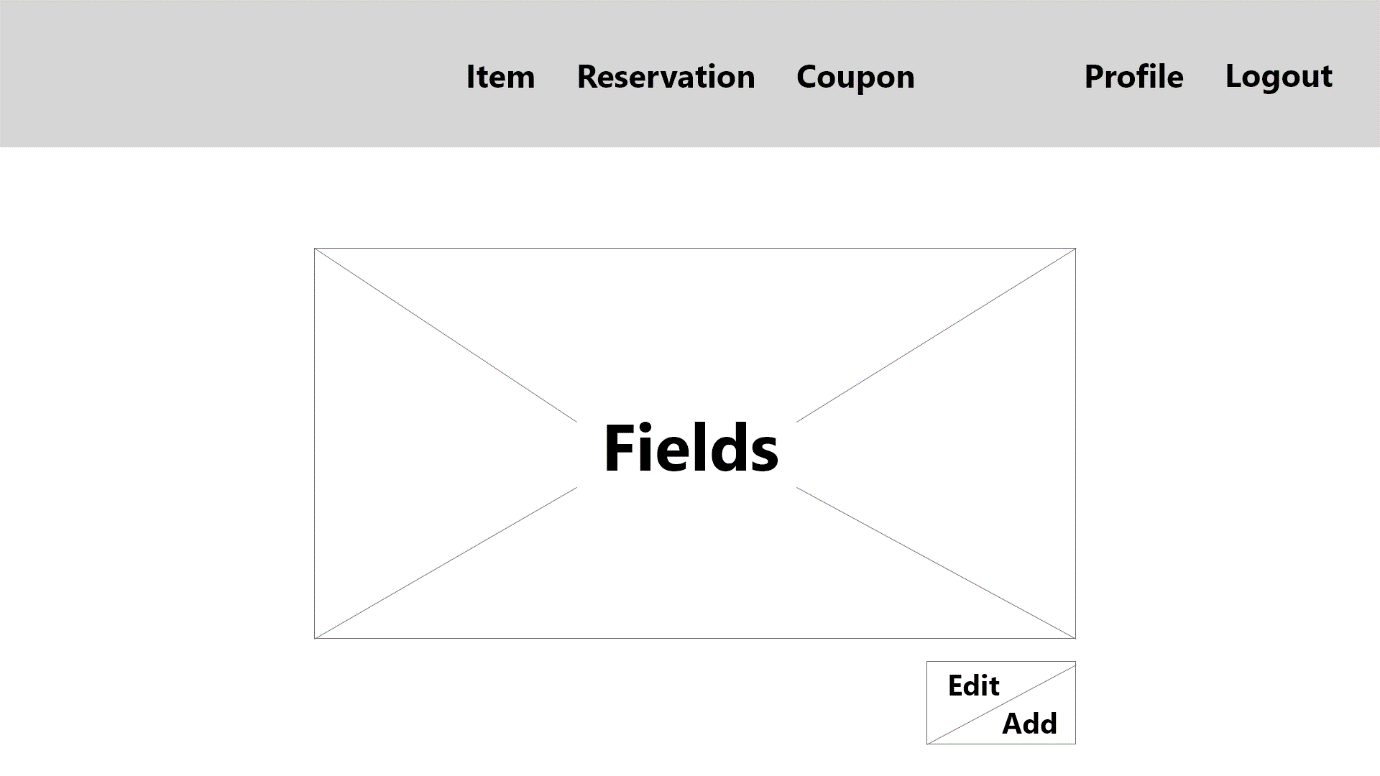 Item Reservation Coupon Profile Logout
Fields
Edit
Add